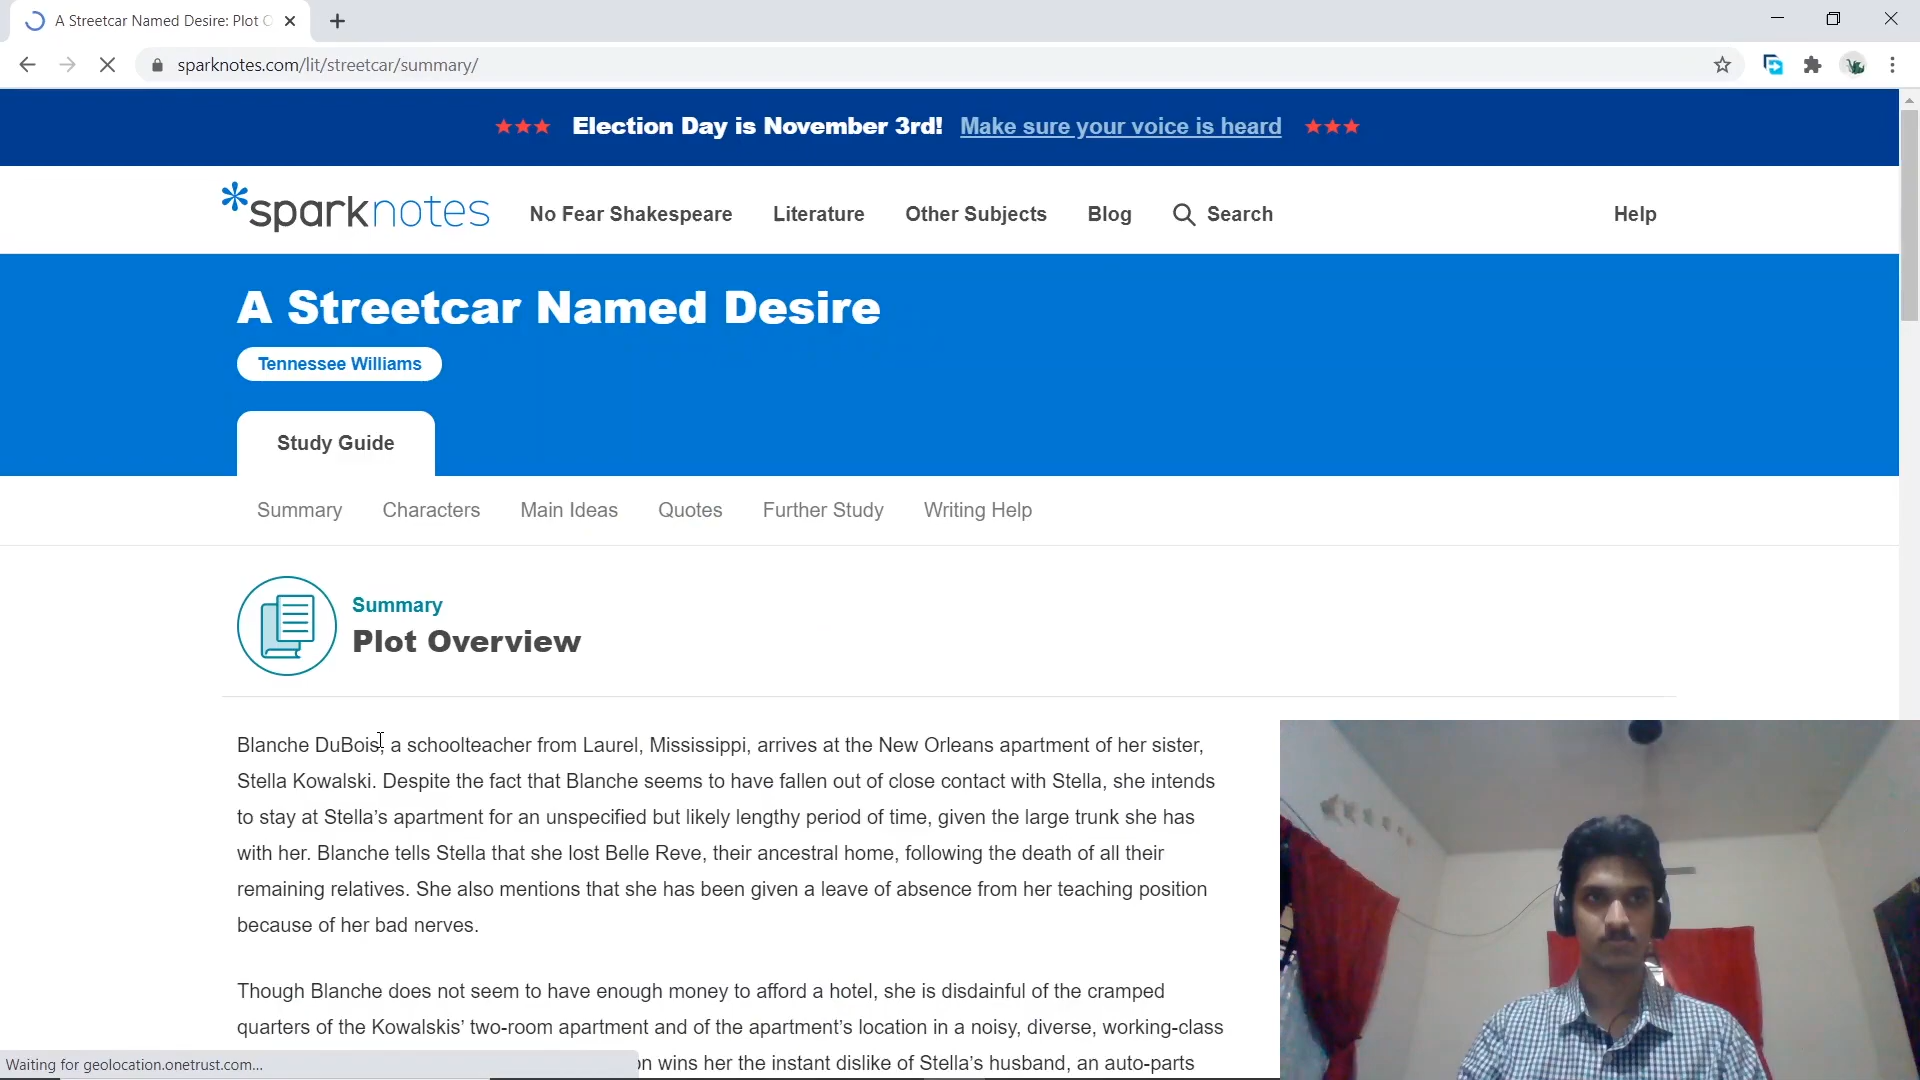 A Streetcar Named Desire: Plot O
sparknotes.com/lit/streetcar/summary/
Election Day is November 3rd! Make sure your voice is heard
sparknotes No Fear Shakespeare Literature Other Subjects Blog Search Help
A Streetcar Named Desire
Tennessee Williams
Study Guide
Summary Characters Main Ideas Quotes Further Study Writing Help
Summary
Plot Overview
Blanche DuBois, a schoolteacher from Laurel, Mississippi, arrives at the New Orleans apartment of her sister,
Stella Kowalski. Despite the fact that Blanche seems to have fallen out of close contact with Stella, she intends
to stay at Stella’s apartment for an unspecified but likely lengthy period of time, given the large trunk she has
with her. Blanche tells Stella that she lost Belle Reve, their ancestral home, following the death of all their
remaining relatives. She also mentions that she has been given a leave of absence from her teaching position
because of her bad nerves.
Though Blanche does not seem to have enough money to afford a hotel, she is disdainful of the cramped
quarters of the Kowalskis’ two-room apartment and of the apartment’s location in a noisy, diverse, working-class
wins her the instant dislike of Stella’s husband, an auto-parts
Waiting for geolocation.onetrust.com...